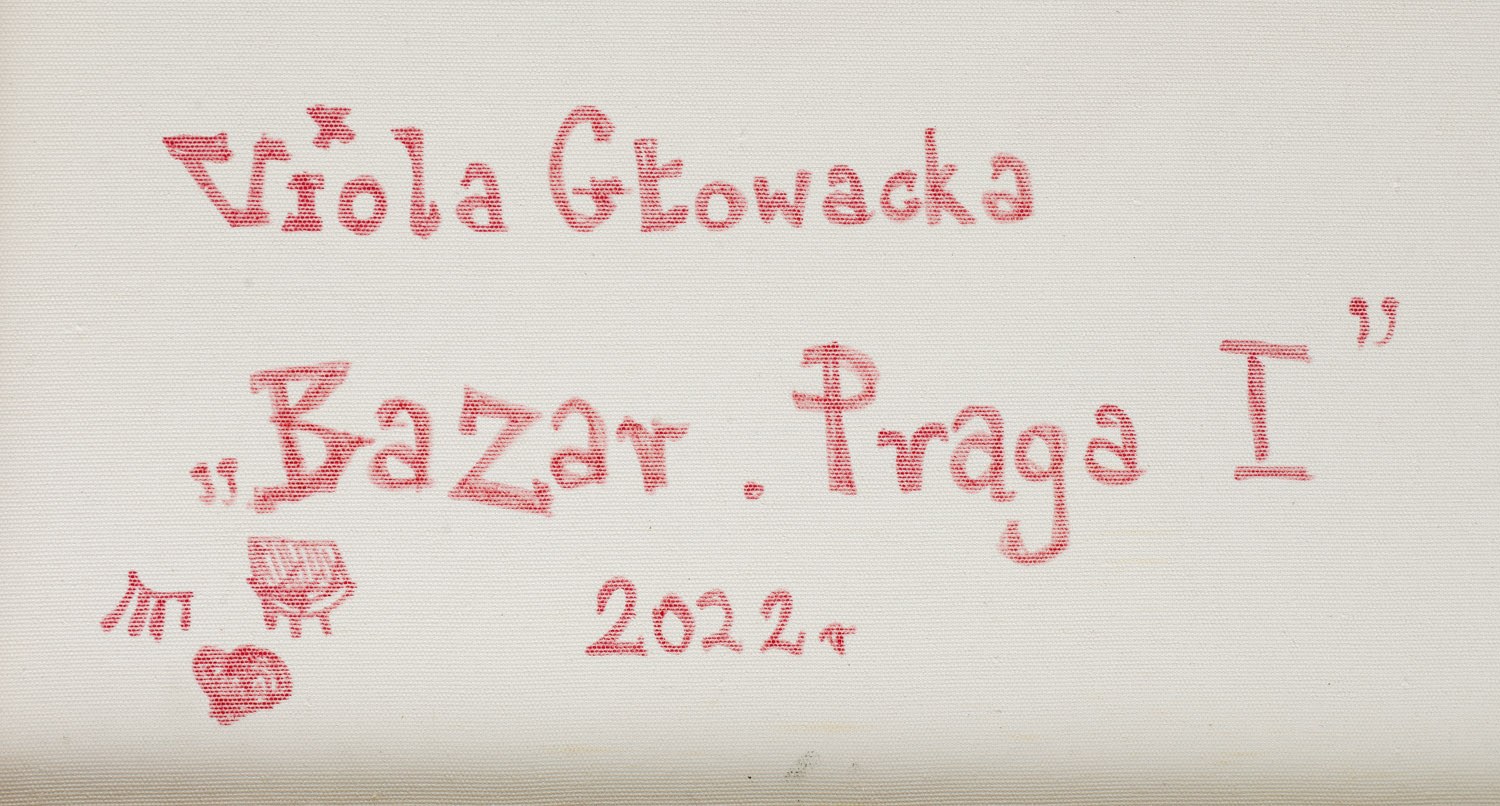 Viola Głowacka
„Bazar. Praga I”
2022r